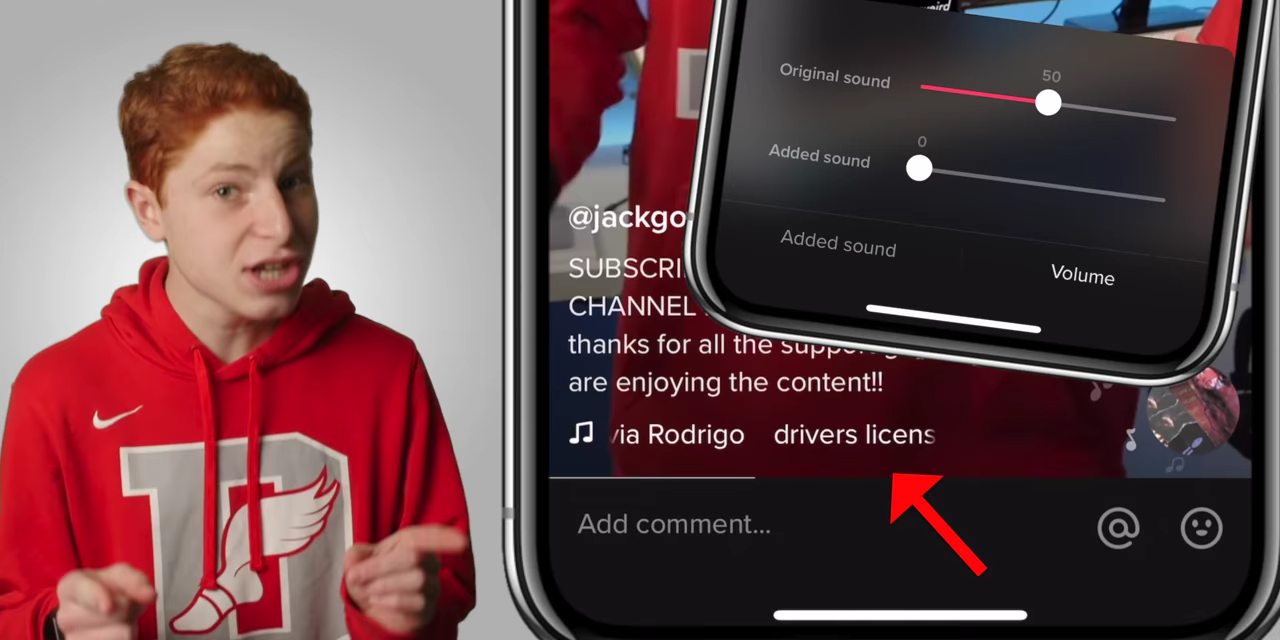 Original sound
50
Added sound
0
Added sound
Volume
@jackgo
SUBSCRI
CHANNEL
thanks for all the
are enjoying the content!!
via Rodrigo drivers licens
Add comment...
@